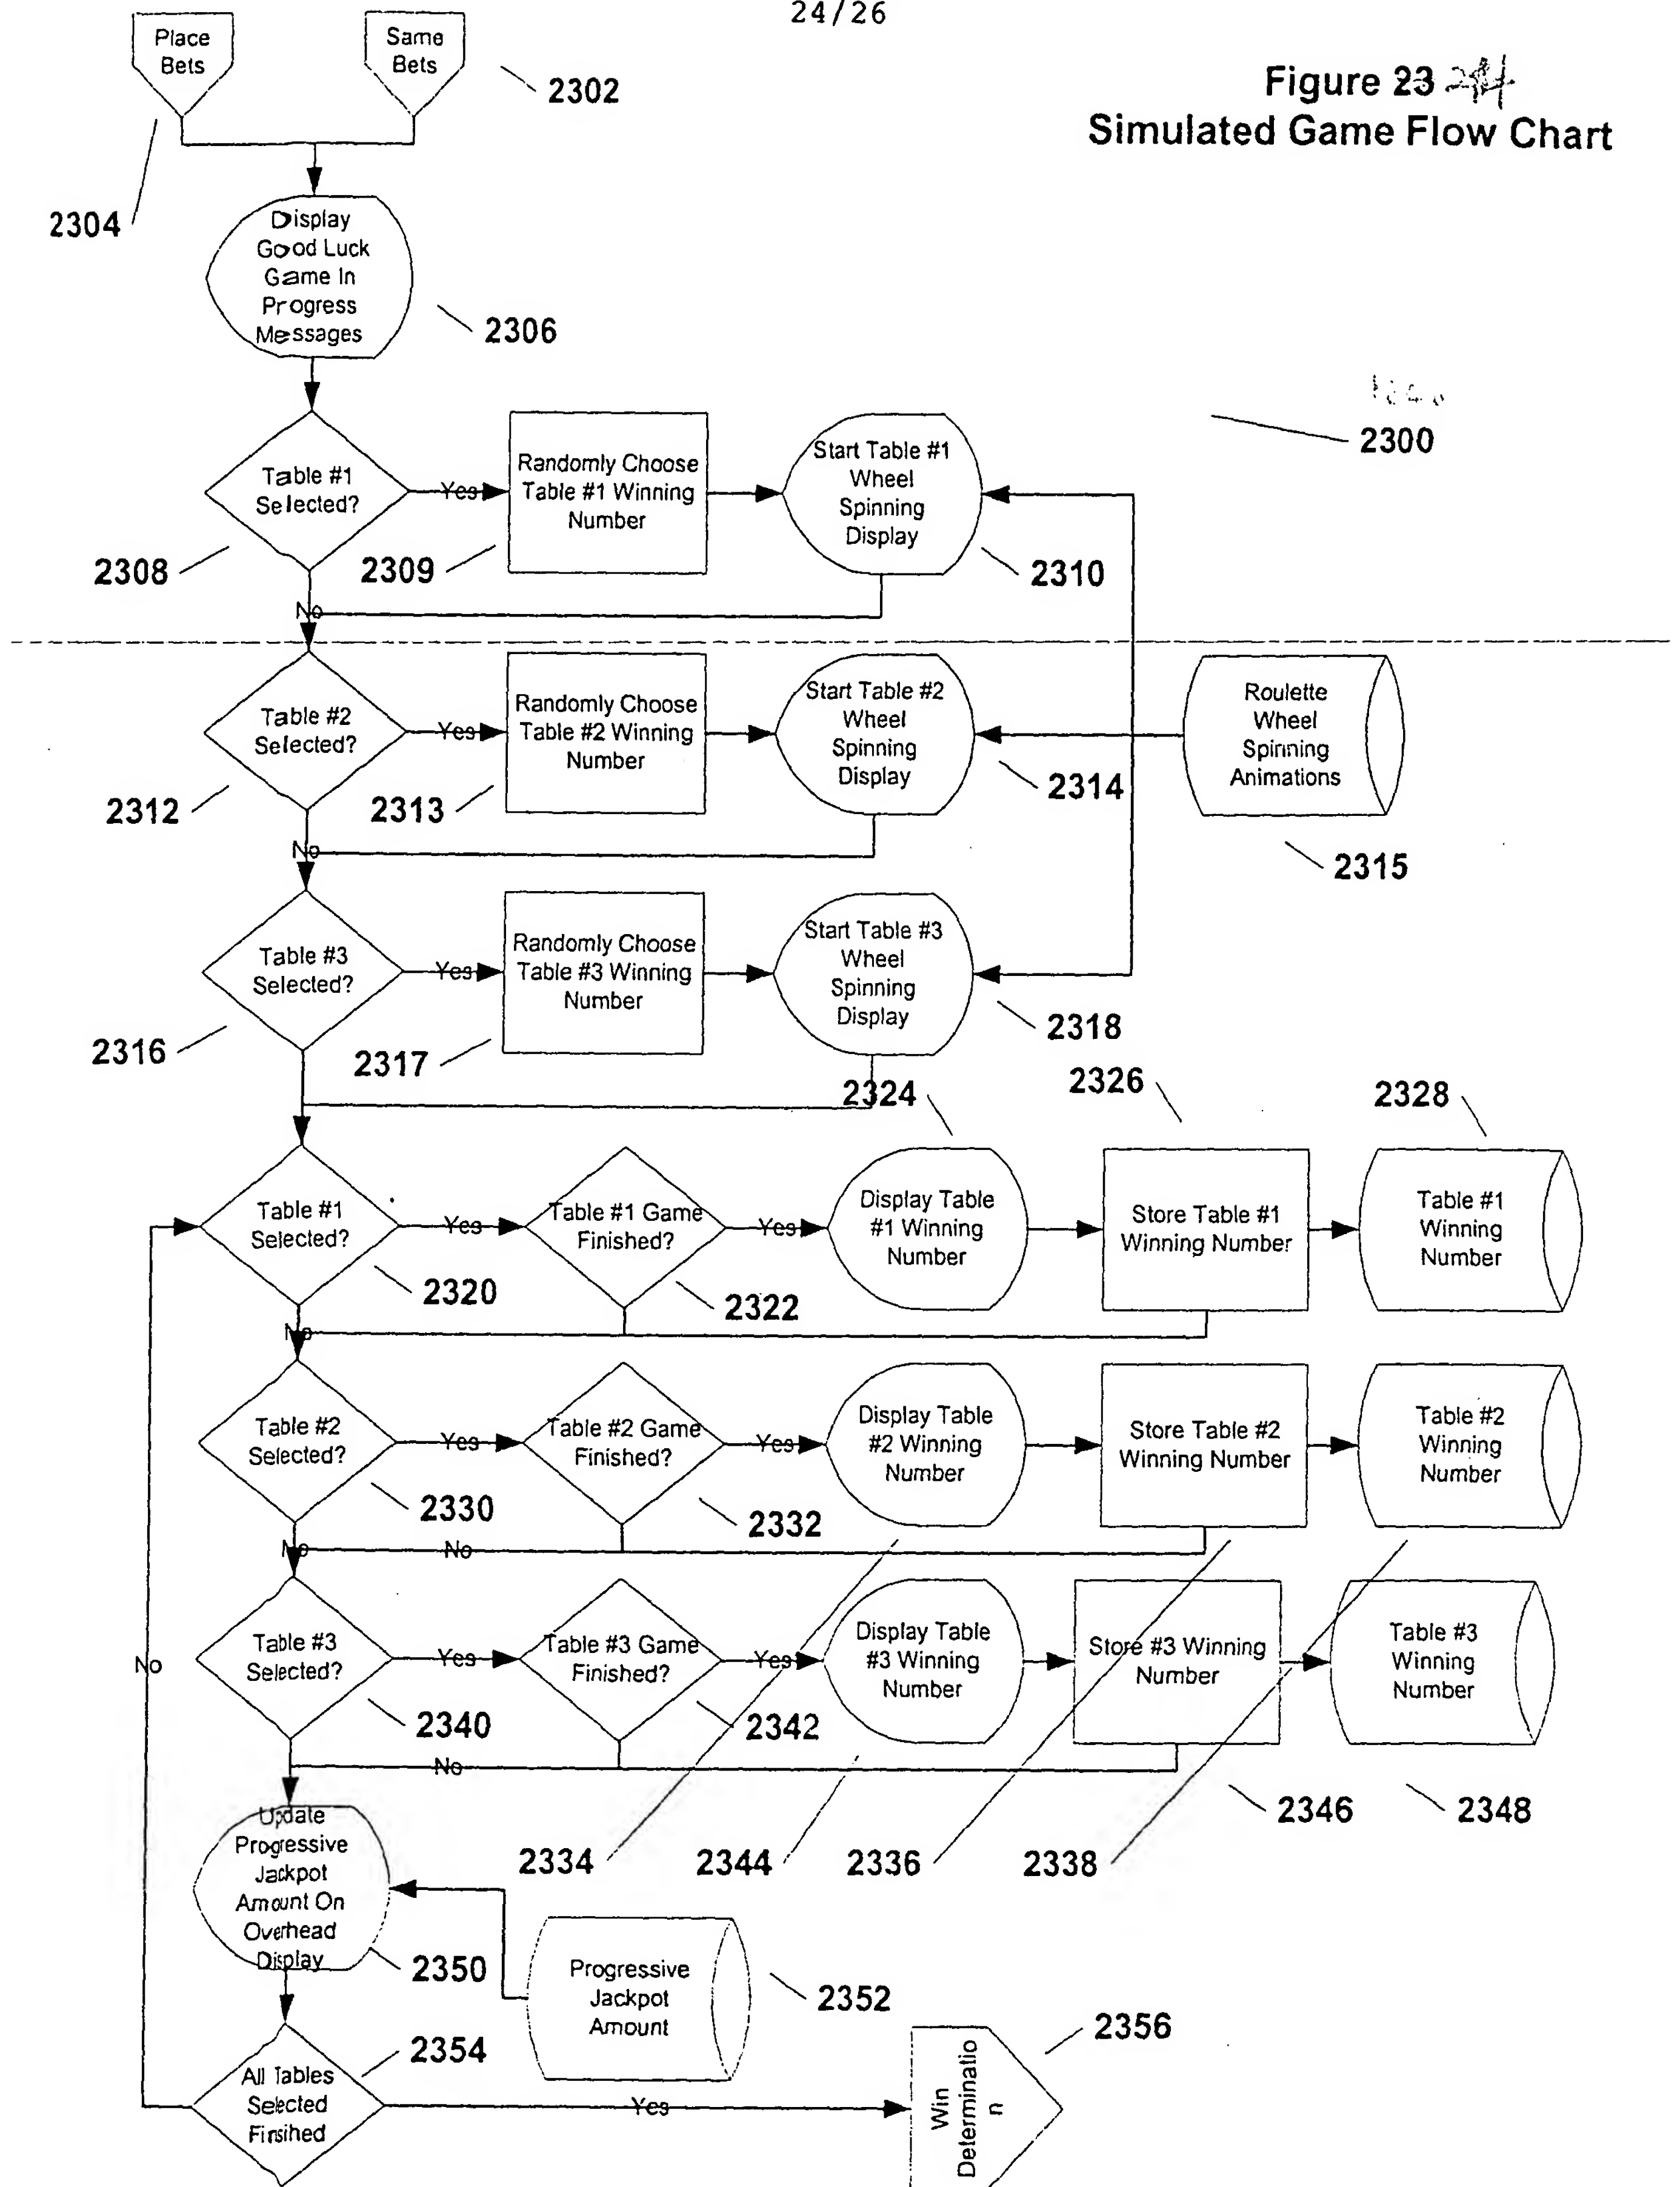 24/26
Figure 23 24
Simulated Game Flow Chart
Place
Bets
Same
Bets
2302
2304
Display
Good Luck
Game In
Progress
Messages
2306
2300
Table #1
Selected?
Yes
Randomly Choose
Table #1 Winning
Number
Start Table #1
Wheel
Spinning
Display
2308
2309
2310
No
Table #2
Selected?
Yes
Randomly Choose
Table #2 Winning
Number
Start Table #2
Wheel
Spinning
Display
Roulette
Wheel
Spinning
Animations
2312
2313
2314
2315
No
Table #3
Selected?
Yes
Randomly Choose
Table #3 Winning
Number
Start Table #3
Wheel
Spinning
Display
2316
2317
2318
2324
2326
2328
Table #1
Selected?
Yes
Table #1 Game
Finished?
Yes
Display Table
#1 Winning
Number
Store Table #1
Winning Number
Table #1
Winning
Number
2320
2322
No
Table #2
Selected?
Yes
Table #2 Game
Finished?
Yes
Display Table
#2 Winning
Number
Store Table #2
Winning Number
Table #2
Winning
Number
2330
2332
No
No
Table #3
Selected?
Yes
Table #3 Game
Finished?
Yes
Display Table
#3 Winning
Number
Store #3 Winning
Number
Table #3
Winning
Number
No
2340
2342
No
2346
2348
2334
2344
2336
2338
Update
Progressive
Jackpot
Amount On
Overhead
Display
2350
Progressive
Jackpot
Amount
2352
2354
2356
All Tables
Selected
Finsihed
Yes
Win
Determinatio
n